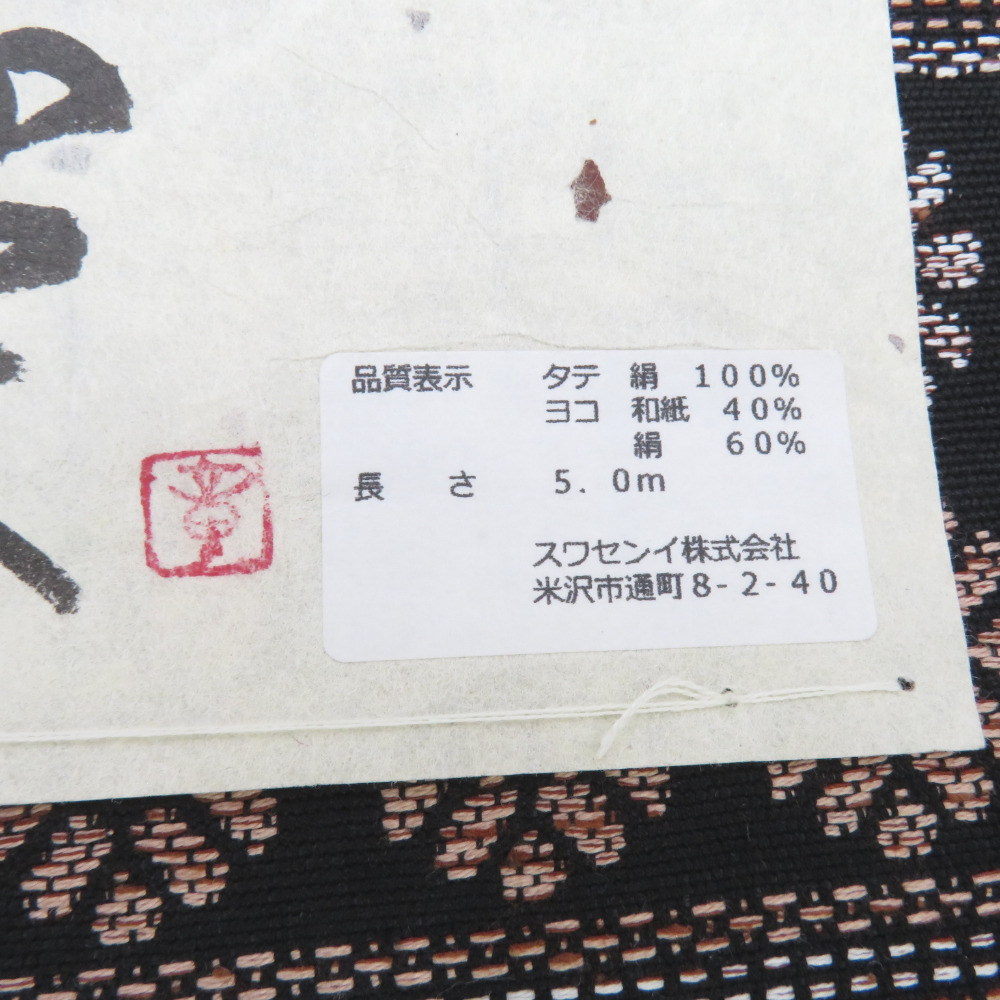 品質表示 タテ 絹 100%
ヨコ 和紙 40%
絹 60%
長さ 5.0m
スワセンイ株式会社
米沢市通町8-2-40